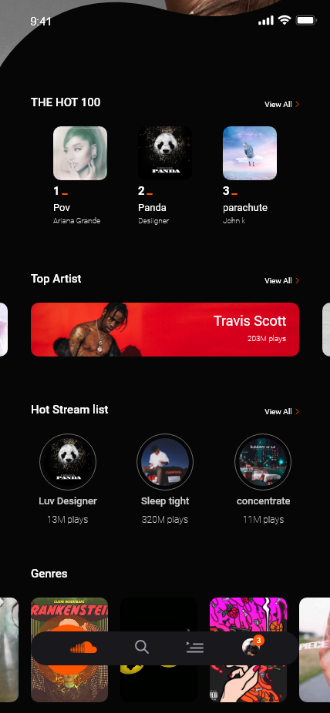 9:41
THE HOT 100
View All
1
2
3
Pov
Panda
parachute
Ariana Grande
Desiigner
John k
PANDA
Top Artist
View All
Travis Scott
203M plays
Hot Stream list
View All
PANDA
Luv Designer
Sleep tight
concentrate
13M plays
320M plays
11M plays
Genres
RANKENSTEI
3